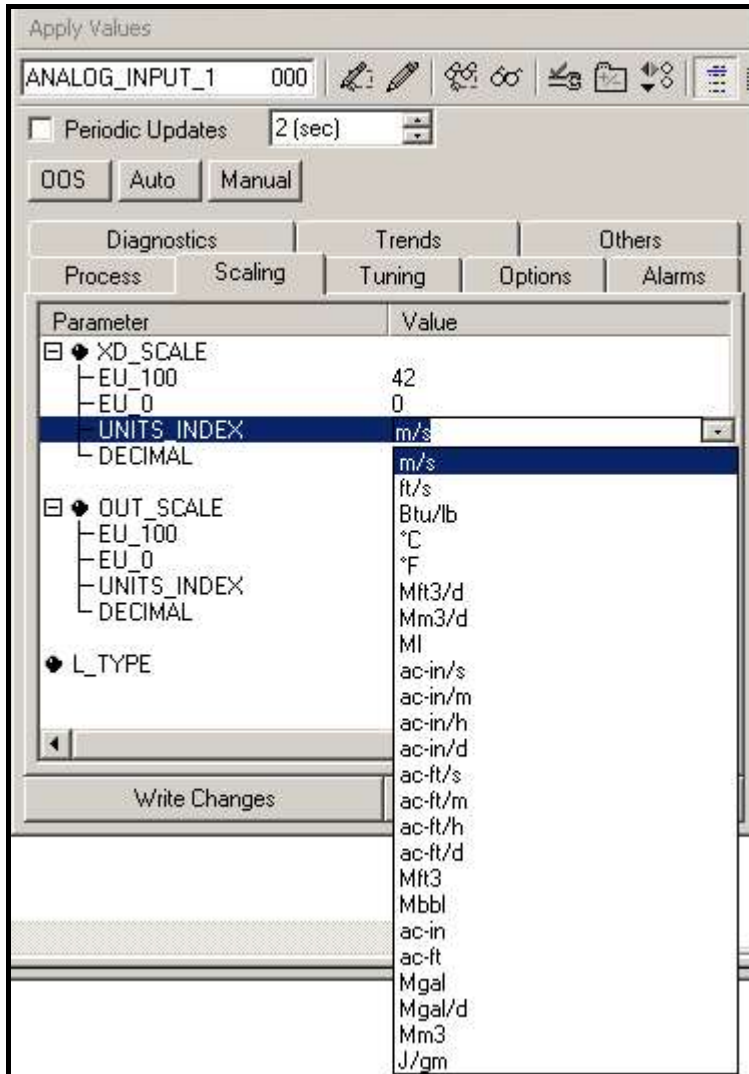 Apply Values
ANALOG_INPUT_1 000
Periodic Updates 2 (sec)
OOS Auto Manual
Diagnostics Trends Others
Process Scaling Tuning Options Alarms
Parameter Value
XD_SCALE
EU_100 42
EU_0 0
UNITS_INDEX m/s
DECIMAL
OUT_SCALE
EU_100
EU_0
UNITS_INDEX
DECIMAL
L_TYPE
Write Changes
m/s
ft/s
Btu/lb
°C
°F
Mft3/d
Mm3/d
Ml
ac-in/s
ac-in/m
ac-in/h
ac-in/d
ac-ft/s
ac-ft/m
ac-ft/h
ac-ft/d
Mft3
Mbbl
ac-in
ac-ft
Mgal
Mgal/d
Mm3
J/gm